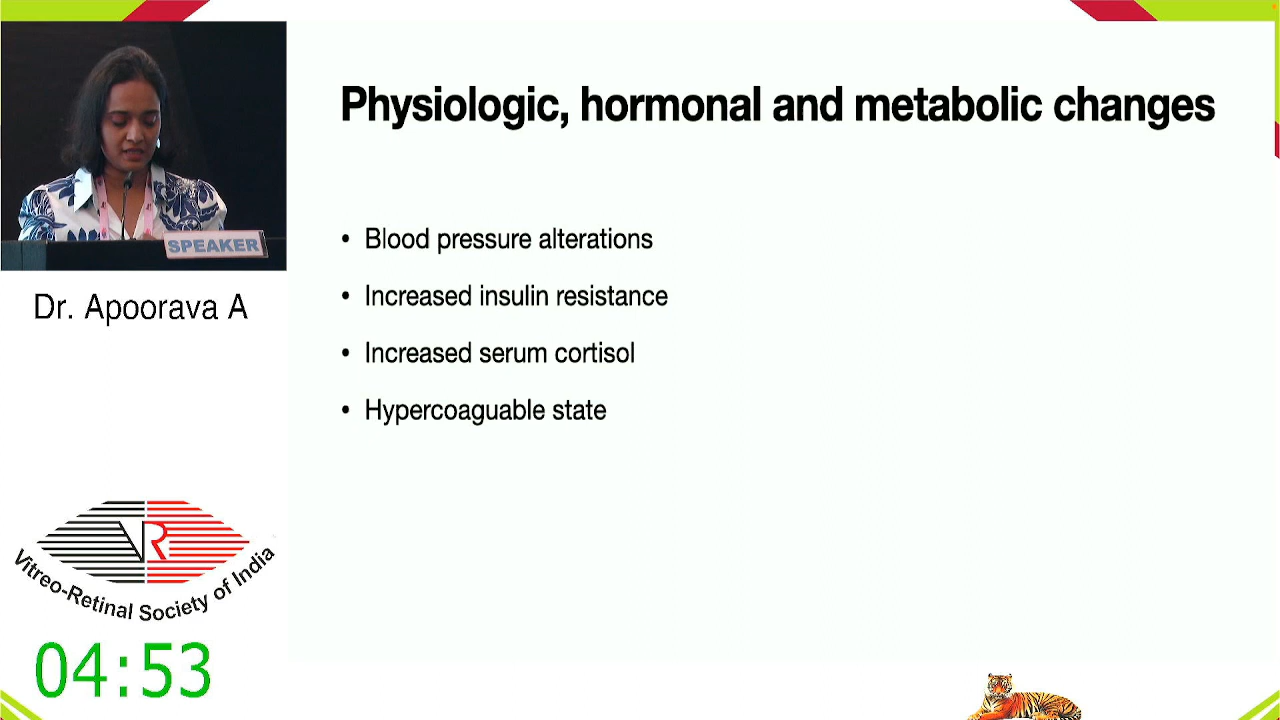 Physiologic, hormonal and metabolic changes
• Blood pressure alterations
• Increased insulin resistance
• Increased serum cortisol
• Hypercoaguable state
SPEAKER
Dr. Apoorava A
VR
Vitreo-Retinal Society of India
04:53